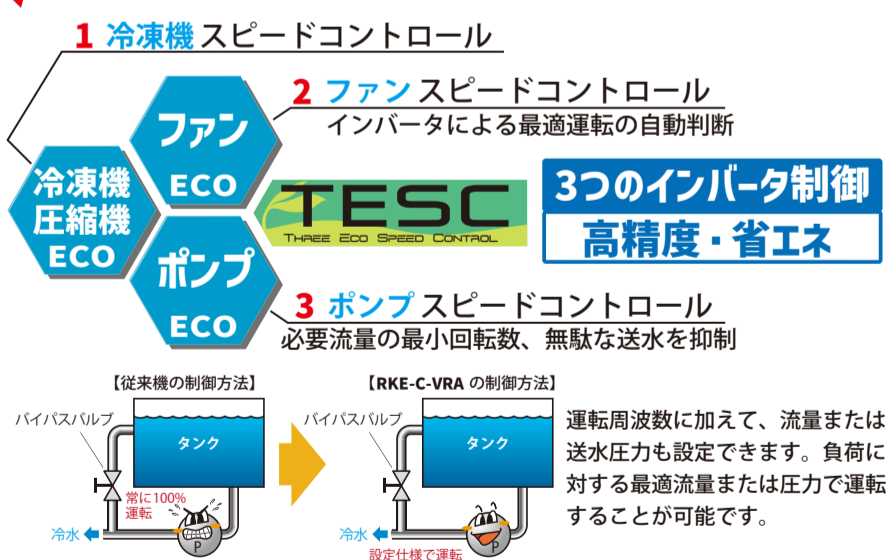 1 冷凍機 スピードコントロール
2 ファン スピードコントロール
インバータによる最適運転の自動判断
ファン
ECO
冷凍機
圧縮機
ECO
TESC
THREE ECO SPEED CONTROL
3つのインバータ制御
高精度・省エネ
ポンプ
ECO
3 ポンプ スピードコントロール
必要流量の最小回転数、無駄な送水を抑制
【従来機の制御方法】
バイパスバルブ
タンク
常に100%
運転
冷水
P
【RKE-C-VRA の制御方法】
バイパスバルブ
タンク
冷水
P
設定仕様で運転
運転周波数に加えて、流量または
送水圧力も設定できます。負荷に
対する最適流量または圧力で運転
することが可能です。